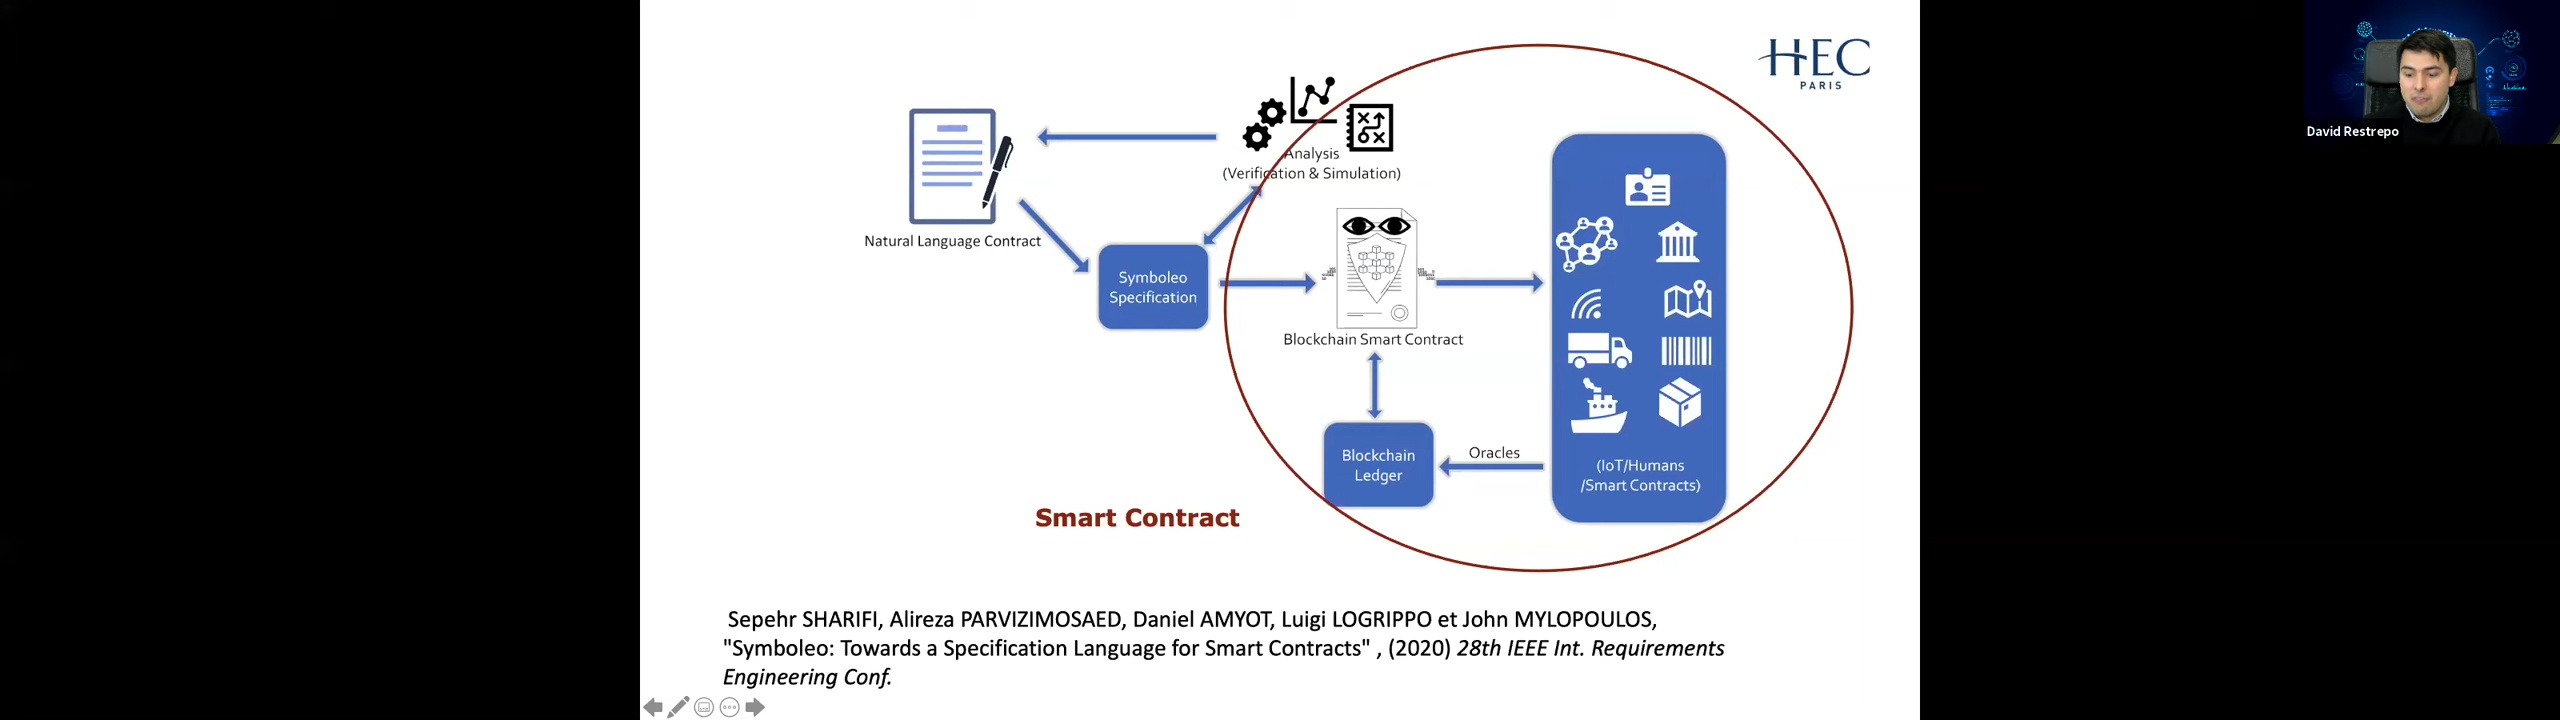 HEC
PARIS
David Restrepo
Analysis
(Verification & Simulation)
Natural Language Contract
Symboleo
Specification
Blockchain Smart Contract
Blockchain
Ledger
Oracles
(IoT/Humans
/Smart Contracts)
Smart Contract
Sepehr SHARIFI, Alireza PARVIZIMOSAED, Daniel AMYOT, Luigi LOGRIPPO et John MYLOPOULOS,
"Symboleo: Towards a Specification Language for Smart Contracts" , (2020) 28th IEEE Int. Requirements
Engineering Conf.